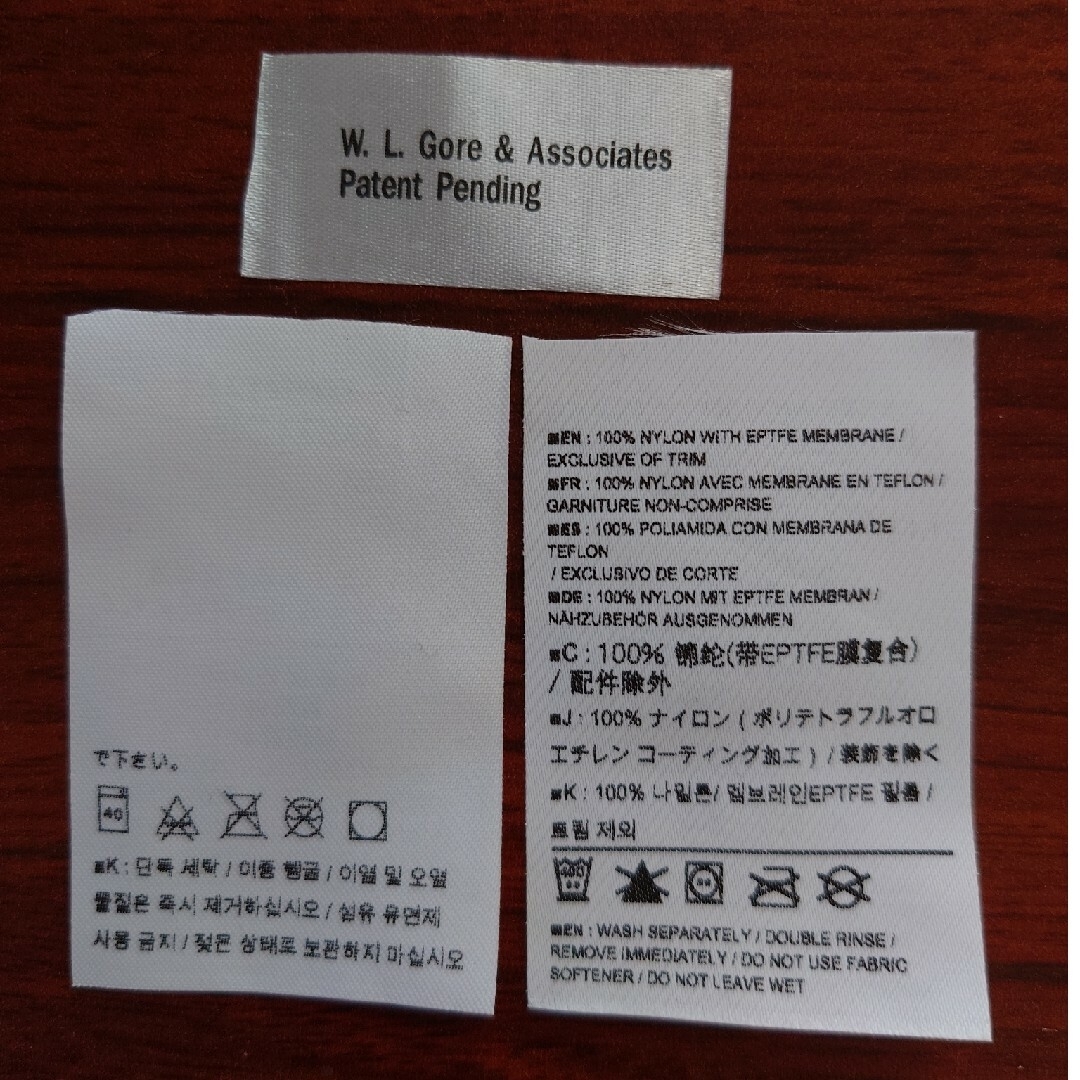 W. L. Gore & Associates
Patent Pending
で下さい。
40
■K : 단독 세탁 / 이중 헹굼 / 이염 및 오염
물질은 즉시 제거하십시오 / 섬유 유연제
사용 금지 / 젖은 상태로 보관하지 마십시오
■EN : 100% NYLON WITH EPTFE MEMBRANE /
EXCLUSIVE OF TRIM
■FR : 100% NYLON AVEC MEMBRANE EN TEFLON /
GARNITURE NON-COMPRISE
■ES : 100% POLIAMIDA CON MEMBRANA DE
TEFLON
/ EXCLUSIVO DE CORTE
■DE : 100% NYLON MIT EPTFE MEMBRAN /
NÄHZUBEHÖR AUSGENOMMEN
■C : 100% 锦纶(带EPTFE膜复合)
/ 配件除外
■J : 100% ナイロン ( ポリテトラフルオロ
エチレン コーティング加工 ) / 装飾を除く
■K : 100% 나일론/ 멤브레인EPTFE 필름 /
트림 제외
■EN : WASH SEPARATELY / DOUBLE RINSE /
REMOVE IMMEDIATELY / DO NOT USE FABRIC
SOFTENER / DO NOT LEAVE WET